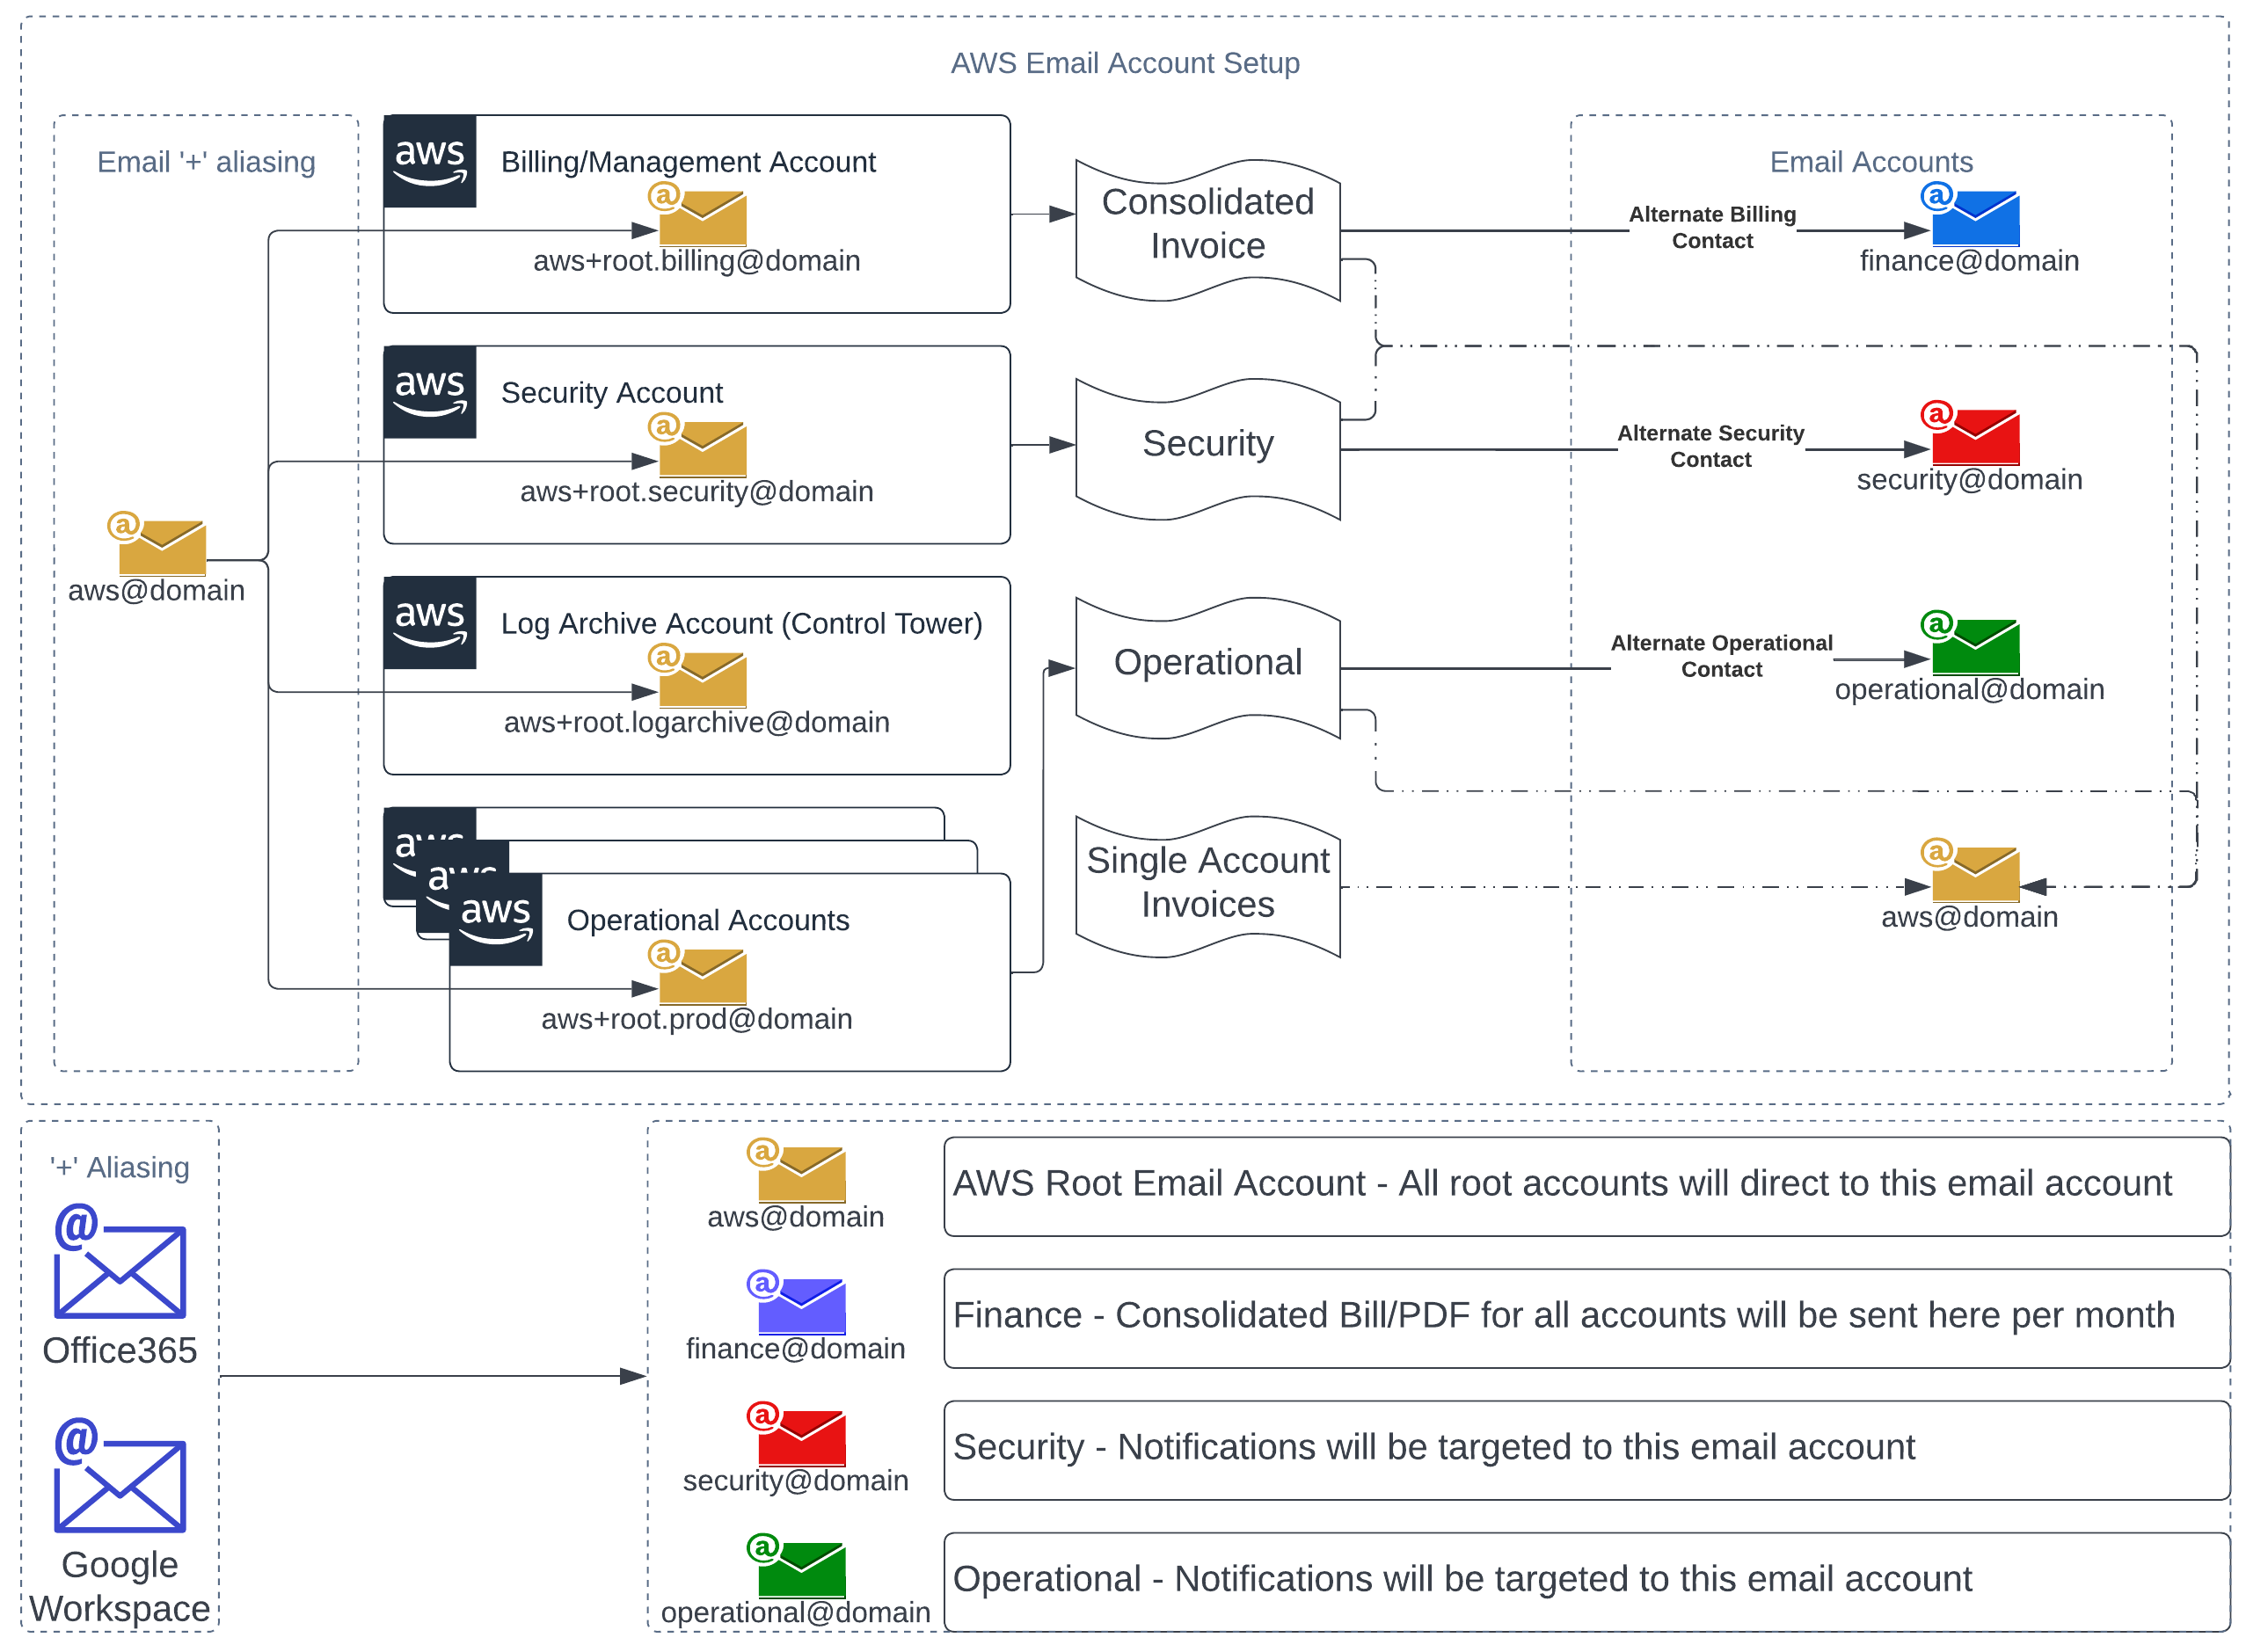 AWS Email Account Setup
Email '+' aliasing
aws@domain
aws
Billing/Management Account
aws+root.billing@domain
aws
Security Account
aws+root.security@domain
aws
Log Archive Account (Control Tower)
aws+root.logarchive@domain
aws
aws
aws
Operational Accounts
aws+root.prod@domain
Consolidated
Invoice
Security
Operational
Single Account
Invoices
Alternate Billing
Contact
Alternate Security
Contact
Alternate Operational
Contact
Email Accounts
finance@domain
security@domain
operational@domain
aws@domain
'+' Aliasing
Office365
Google
Workspace
aws@domain
AWS Root Email Account - All root accounts will direct to this email account
finance@domain
Finance - Consolidated Bill/PDF for all accounts will be sent here per month
security@domain
Security - Notifications will be targeted to this email account
operational@domain
Operational - Notifications will be targeted to this email account